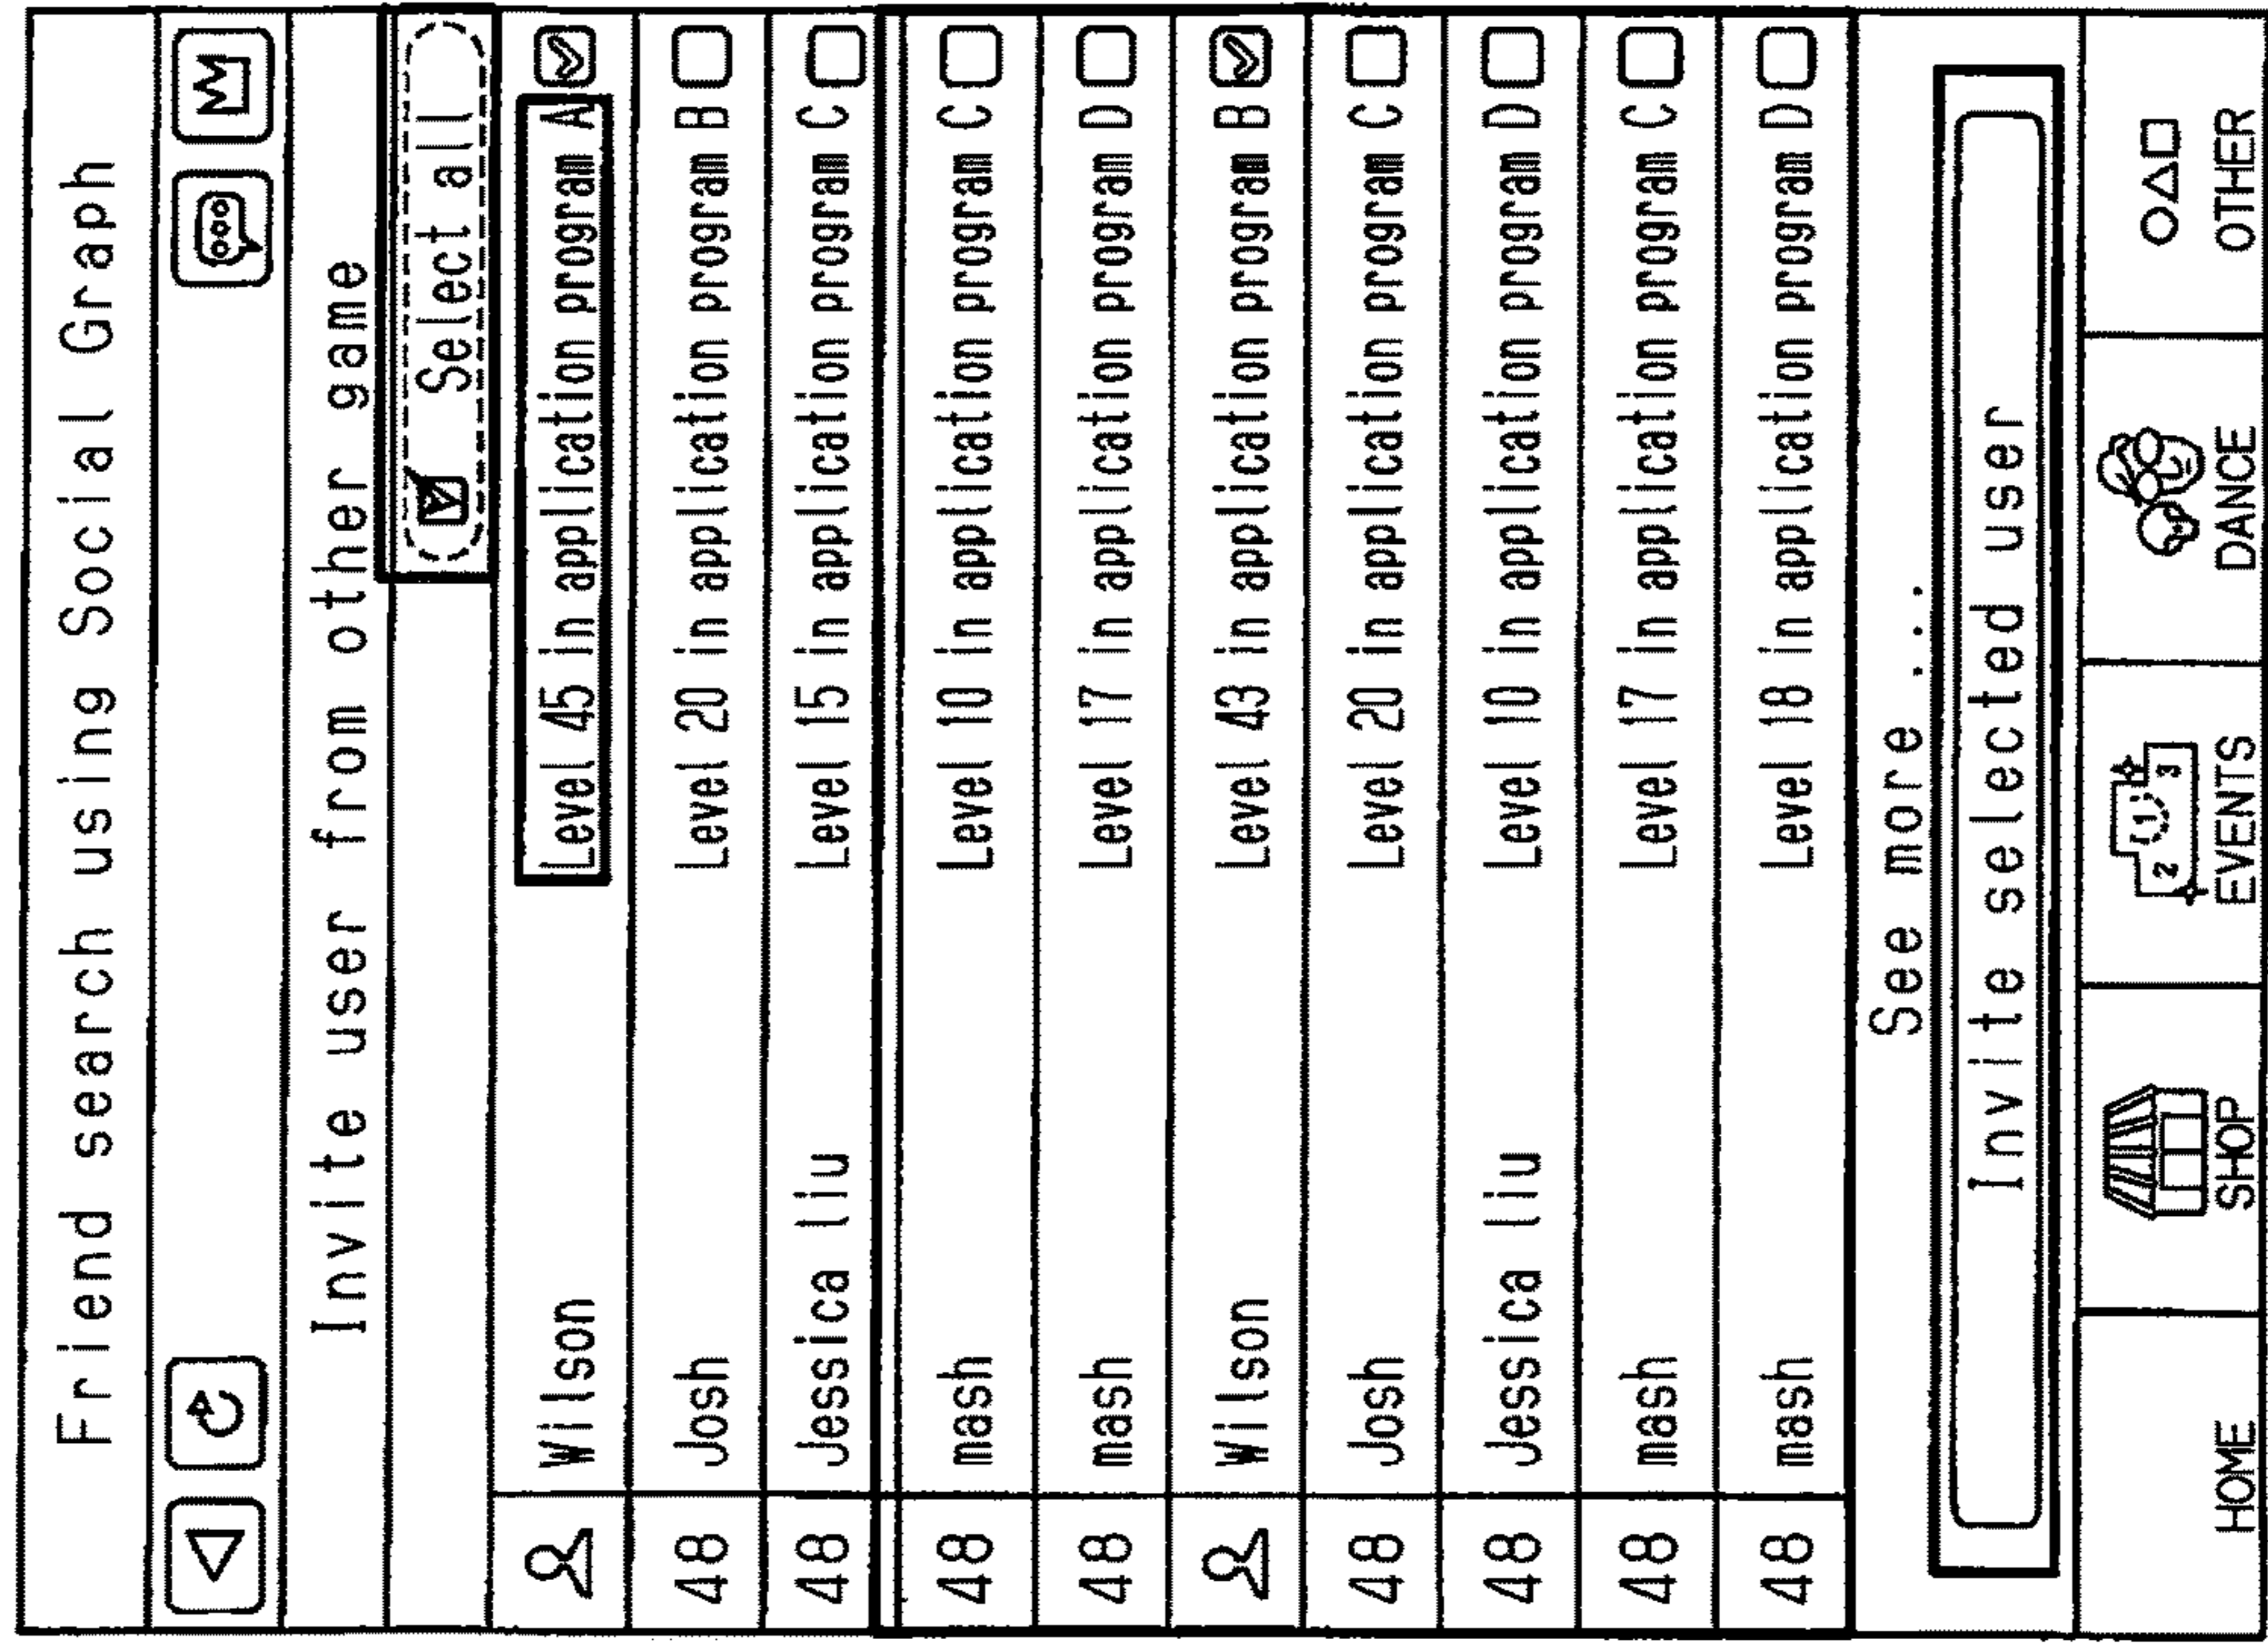 Friend search using Social Graph
Invite user from other game
Select all
Wilson Level 45 in application program A
48 Josh Level 20 in application program B
48 Jessica liu Level 15 in application program C
48 mash Level 10 in application program C
48 mash Level 17 in application program D
Wilson Level 43 in application program B
48 Josh Level 20 in application program C
48 Jessica liu Level 10 in application program D
48 mash Level 17 in application program C
48 mash Level 18 in application program D
See more ...
Invite selected user
2 1 3
HOME SHOP EVENTS DANCE OTHER